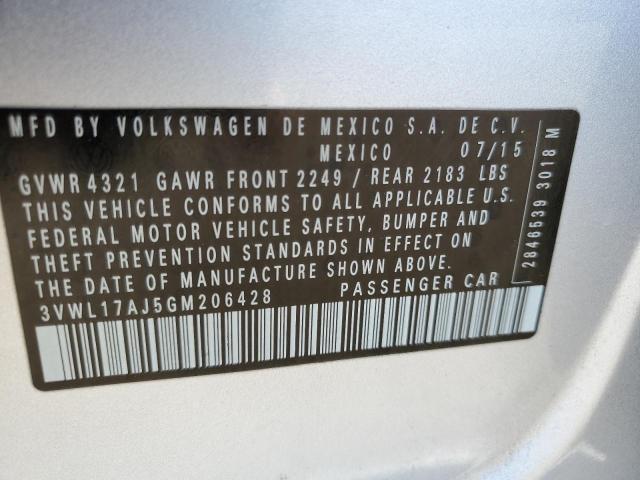 MFD BY VOLKSWAGEN DE MEXICO S.A. DE C.V.
MEXICO 07/15
GVWR 4321 GAWR FRONT 2249 / REAR 2183 LBS
THIS VEHICLE CONFORMS TO ALL APPLICABLE U.S.
FEDERAL MOTOR VEHICLE SAFETY, BUMPER AND
THEFT PREVENTION STANDARDS IN EFFECT ON
THE DATE OF MANUFACTURE SHOWN ABOVE.
3VWL17AJ5GM206428 PASSENGER CAR
2846539 3018 M